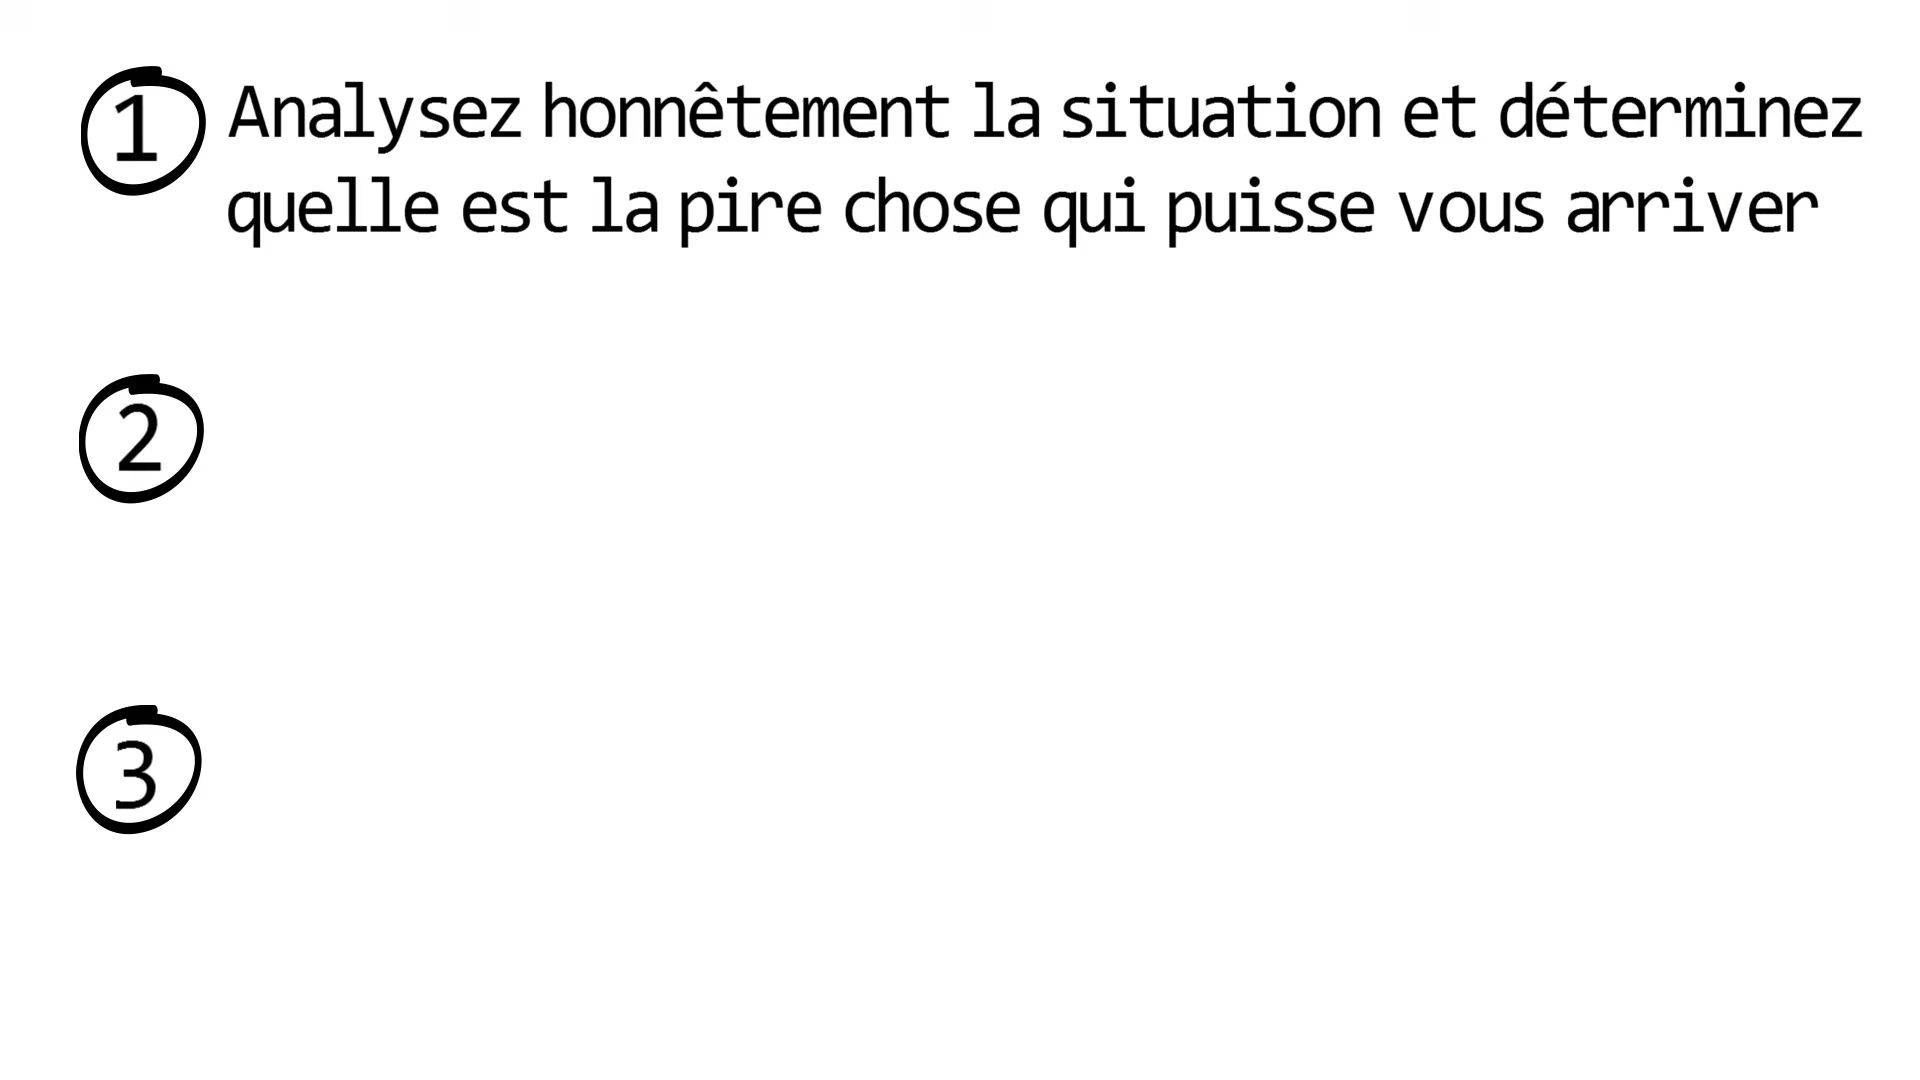 1 Analysez honnêtement la situation et déterminez
quelle est la pire chose qui puisse vous arriver
2
3